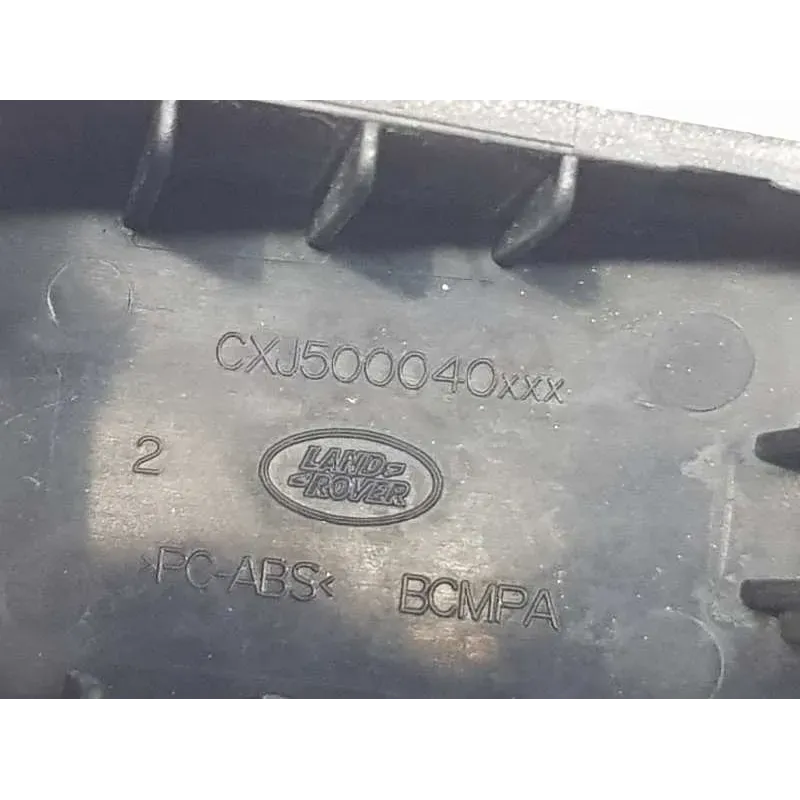 CXJ500040xxx
2
LAND
ROVER
>PC-ABS< BCMPA